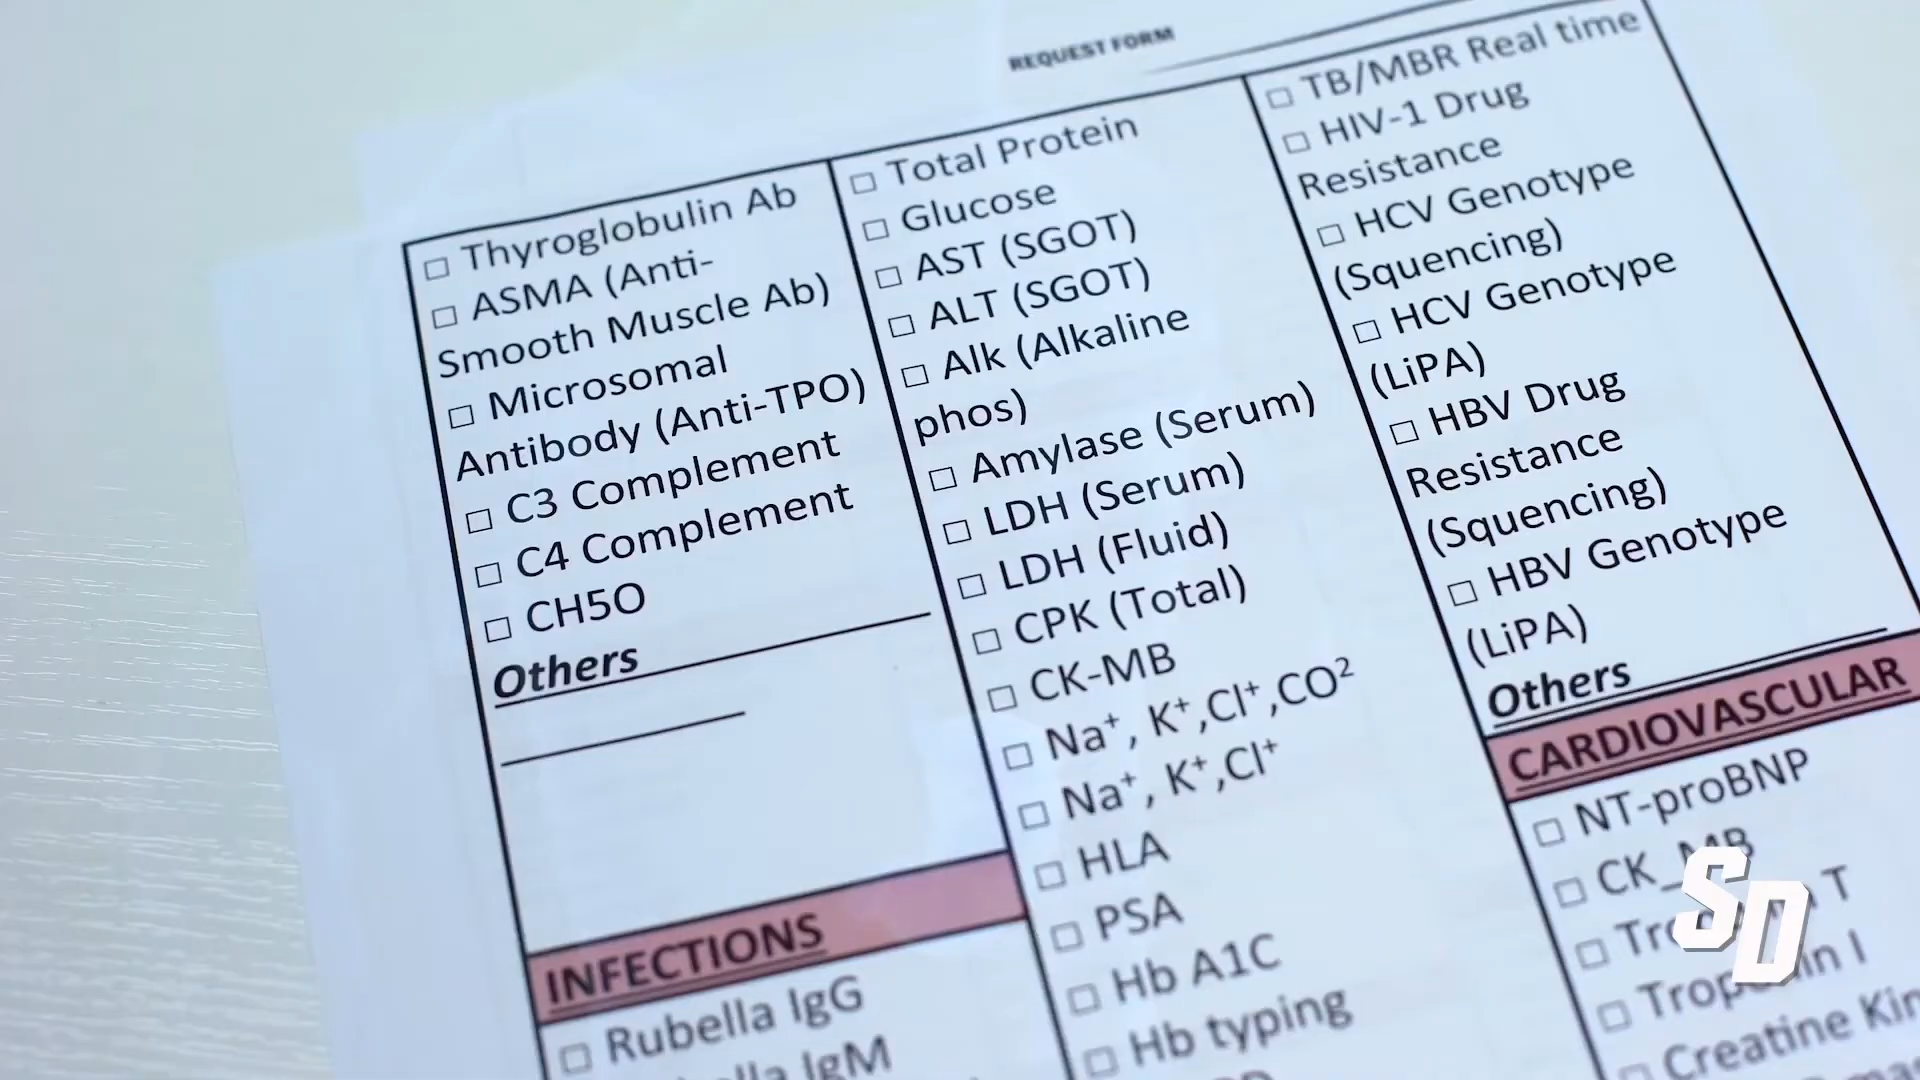 REQUEST FORM
Thyroglobulin Ab
ASMA (Anti-
Smooth Muscle Ab)
Microsomal
Antibody (Anti-TPO)
C3 Complement
C4 Complement
CH5O
Others
INFECTIONS
Rubella IgG
IgM
Total Protein
Glucose
AST (SGOT)
ALT (SGOT)
Alk (Alkaline
phos)
Amylase (Serum)
LDH (Serum)
LDH (Fluid)
CPK (Total)
CK-MB
Na⁺, K⁺,Cl⁺,CO²
Na⁺, K⁺,Cl⁺
HLA
PSA
Hb A1C
Hb typing
TB/MBR Real time
HIV-1 Drug
Resistance
HCV Genotype
(Squencing)
HCV Genotype
(LiPA)
HBV Drug
Resistance
(Squencing)
HBV Genotype
(LiPA)
Others
CARDIOVASCULAR
NT-proBNP
CK_MB
T
I
Creatine
SD